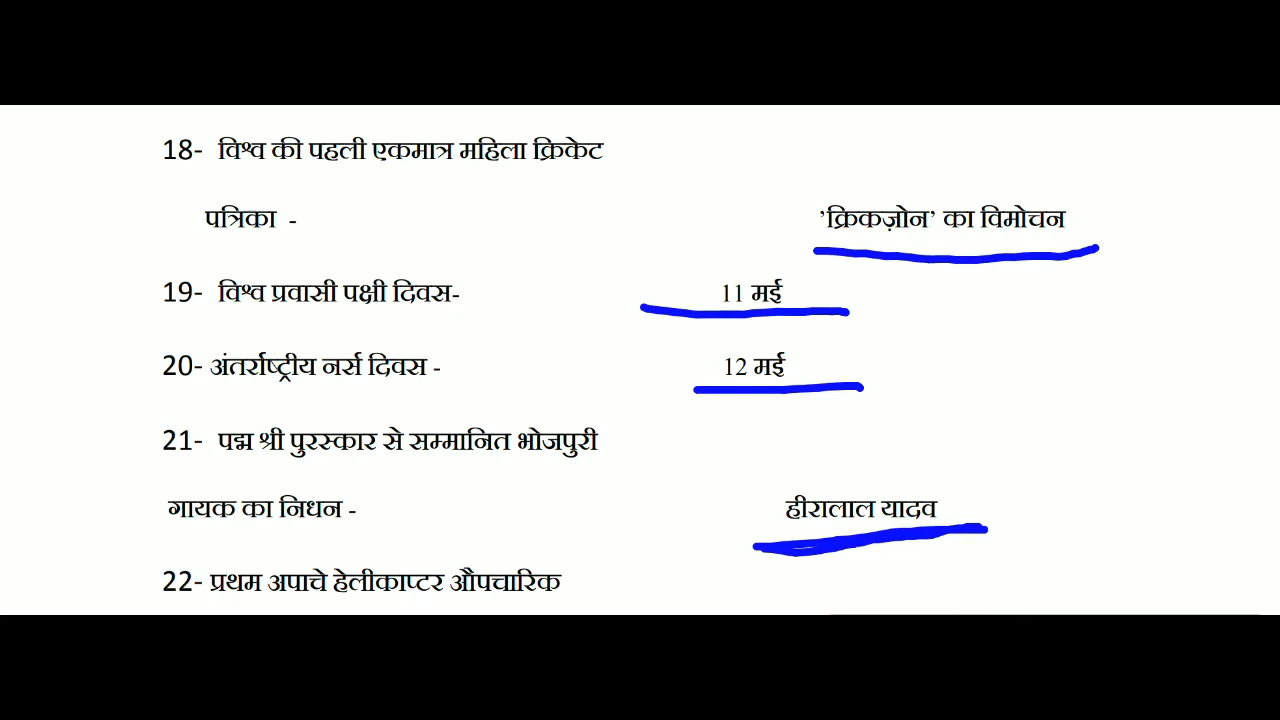 18- विश्व की पहली एकमात्र महिला क्रिकेट
पत्रिका - ’क्रिकज़ोन’ का विमोचन
19- विश्व प्रवासी पक्षी दिवस- 11 मई
20- अंतर्राष्ट्रीय नर्स दिवस - 12 मई
21- पद्म श्री पुरस्कार से सम्मानित भोजपुरी
गायक का निधन - हीरालाल यादव
22- प्रथम अपाचे हेलीकाप्टर औपचारिक